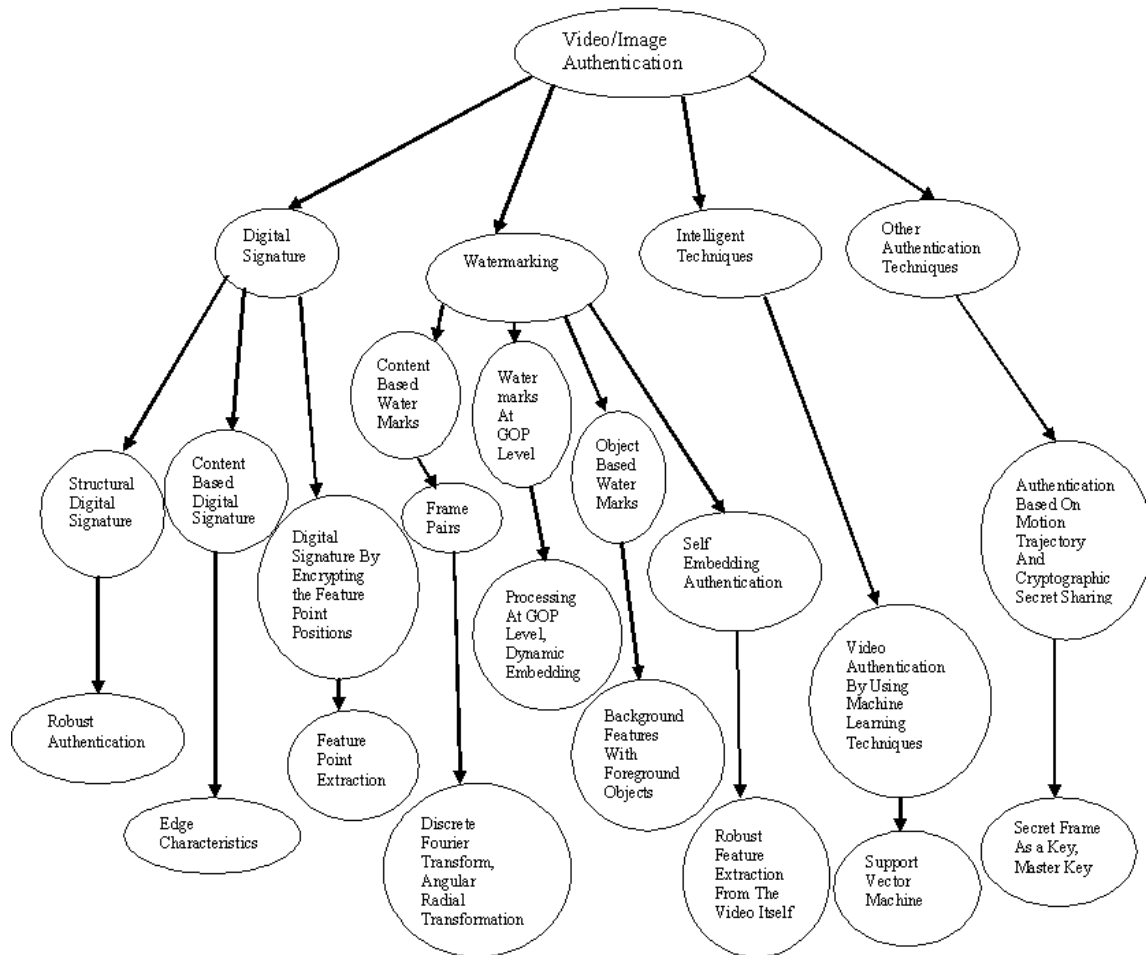 Video/Image
Authentication
Digital
Signature
Watermarking
Intelligent
Techniques
Other
Authentication
Techniques
Content
Based
Water
Marks
Water
marks
At
GOP
Level
Object
Based
Water
Marks
Structural
Digital
Signature
Content
Based
Digital
Signature
Digital
Signature By
Encrypting
the Feature
Point
Positions
Frame
Pairs
Self
Embedding
Authentication
Authentication
Based On
Motion
Trajectory
And
Cryptographic
Secret Sharing
Processing
At GOP
Level,
Dynamic
Embedding
Video
Authentication
By Using
Machine
Learning
Techniques
Robust
Authentication
Feature
Point
Extraction
Background
Features
With
Foreground
Objects
Edge
Characteristics
Discrete
Fourier
Transform,
Angular
Radial
Transformation
Robust
Feature
Extraction
From The
Video Itself
Support
Vector
Machine
Secret Frame
As a Key,
Master Key